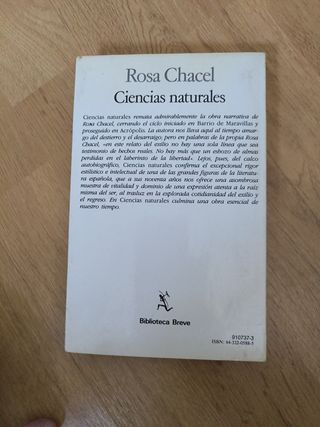 Rosa Chacel
Ciencias naturales
Ciencias naturales remata admirablemente la obra narrativa de
Rosa Chacel, cerrando el ciclo iniciado en Barrio de Maravillas y
proseguido en Acrópolis. La autora nos lleva aquí al tiempo amar-
go del destierro y el desarraigo; pero en palabras de la propia Rosa
Chacel, «en este relato del exilio no hay una sola línea que sea
testimonio de hechos reales. No hay más que un esbozo de almas
perdidas en el laberinto de la libertad». Lejos, pues, del calco
autobiográfico, Ciencias naturales confirma el excepcional rigor
estilístico e intelectual de una de las grandes figuras de la literatu-
ra española, que a sus noventa años nos ofrece una asombrosa
muestra de vitalidad y dominio de una expresión atenta a la raíz
misma del ser, al trasluz en la explorada cotidianidad del exilio y
el regreso. En Ciencias naturales culmina una obra esencial de
nuestro tiempo.
Biblioteca Breve
910737-3
ISBN: 84-322-0588-5